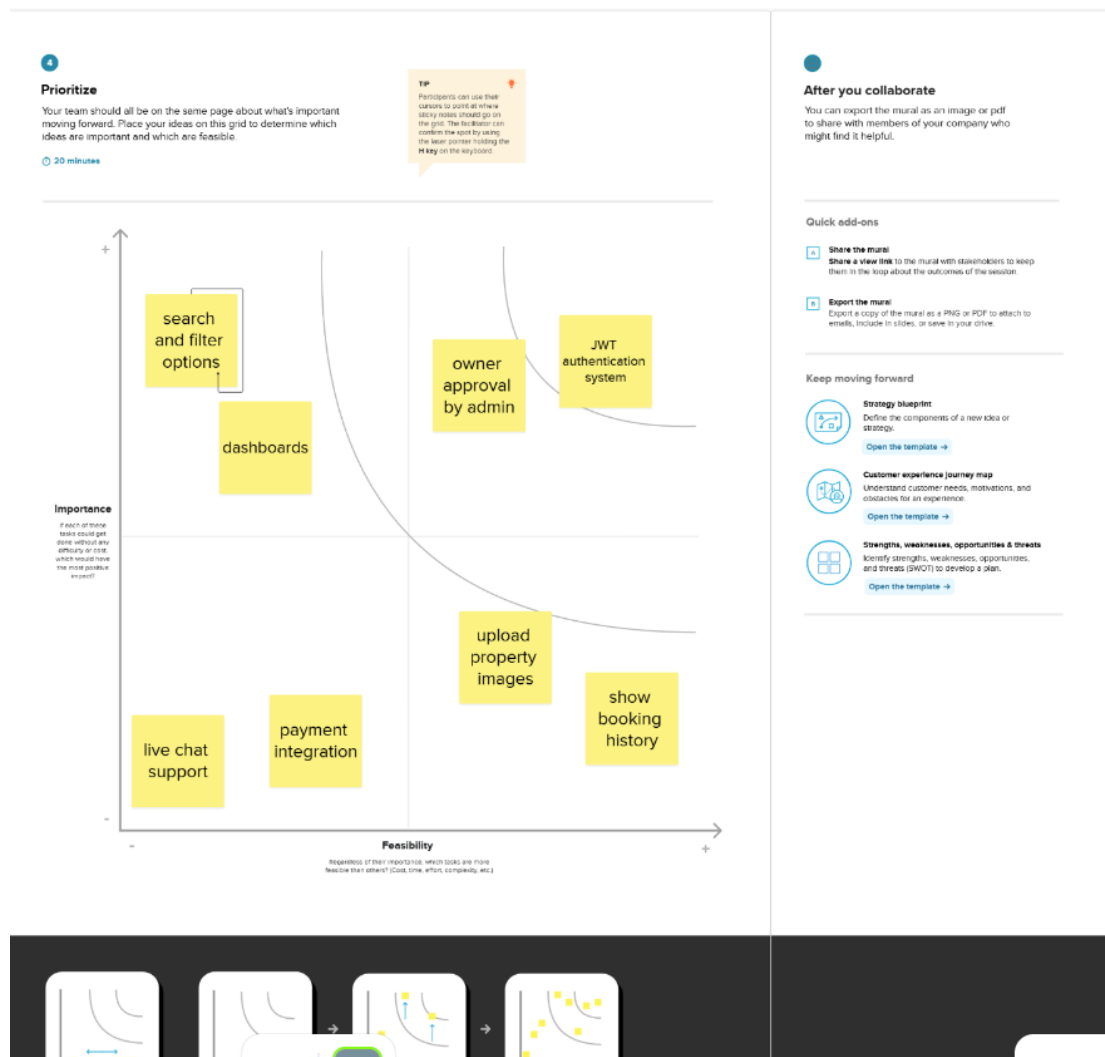 4
Prioritize
Your team should all be on the same page about what's important
moving forward. Place your ideas on this grid to determine which
ideas are important and which are feasible.
20 minutes
TIP
Participants can use their
cursors to point at where
sticky notes should go on
the grid. The facilitator can
confirm the spot by using
the laser pointer holding the
H key on the keyboard.
+
search
and filter
options
dashboards
owner
approval
by admin
JWT
authentication
system
Importance
If each of these
tasks could get
done without any
difficulty or cost,
which would have
the most positive
impact?
upload
property
images
show
booking
history
live chat
support
payment
integration
-
-
Feasibility
+
Regardless of their importance, which tasks are more
feasible than others? (Cost, time, effort, complexity, etc.)
After you collaborate
You can export the mural as an image or pdf
to share with members of your company who
might find it helpful.
Quick add-ons
A
Share the mural
Share a view link to the mural with stakeholders to keep
them in the loop about the outcomes of the session.
B
Export the mural
Export a copy of the mural as a PNG or PDF to attach to
emails, include in slides, or save in your drive.
Keep moving forward
Strategy blueprint
Define the components of a new idea or
strategy.
Open the template →
Customer experience journey map
Understand customer needs, motivations, and
obstacles for an experience.
Open the template →
Strengths, weaknesses, opportunities & threats
Identify strengths, weaknesses, opportunities,
and threats (SWOT) to develop a plan.
Open the template →